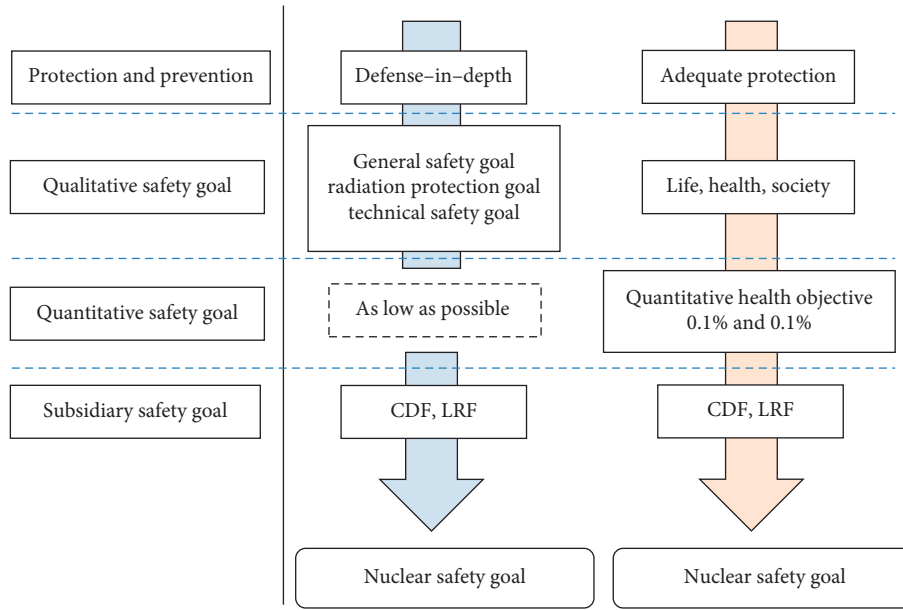 Protection and prevention
Defense–in–depth
Adequate protection
Qualitative safety goal
General safety goal
radiation protection goal
technical safety goal
Life, health, society
Quantitative safety goal
As low as possible
Quantitative health objective
0.1% and 0.1%
Subsidiary safety goal
CDF, LRF
CDF, LRF
Nuclear safety goal
Nuclear safety goal